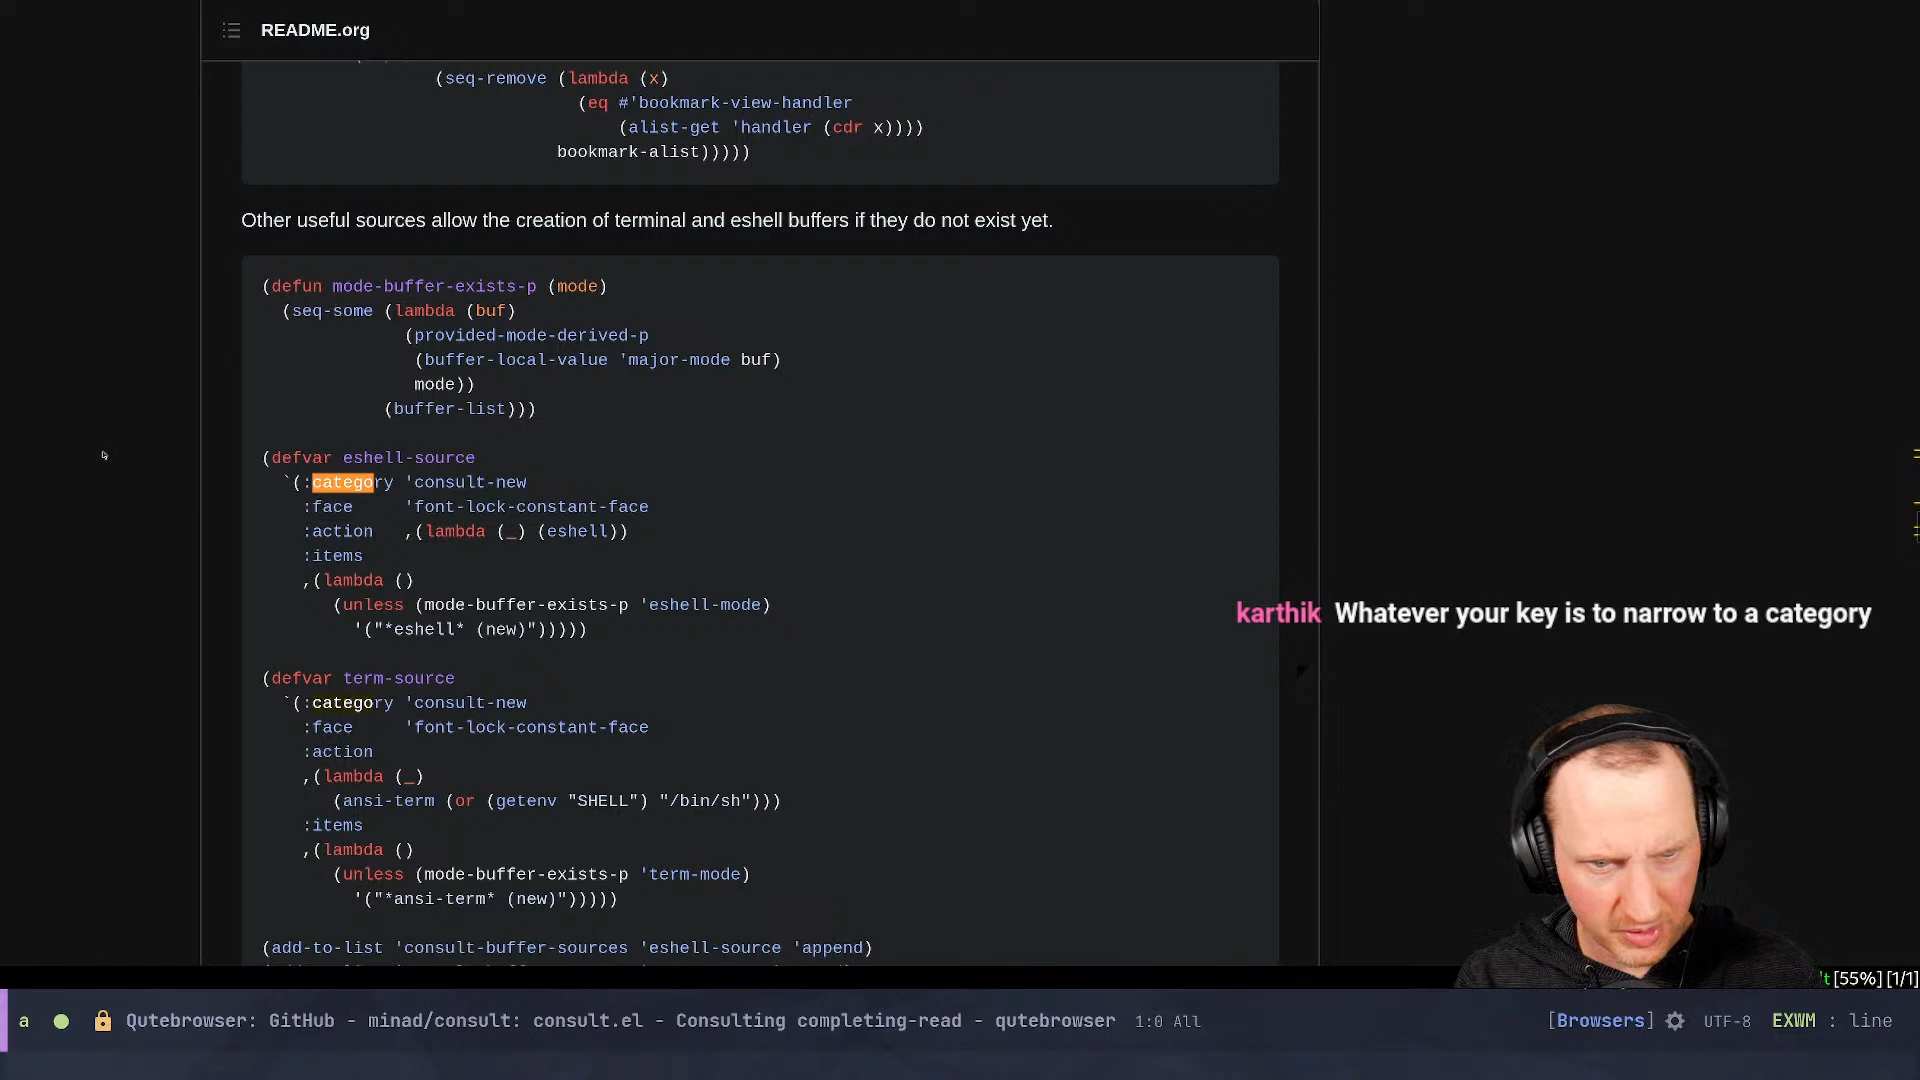 README.org
(seq-remove (lambda (x)
(eq #'bookmark-view-handler
(alist-get 'handler (cdr x))))
bookmark-alist)))))
Other useful sources allow the creation of terminal and eshell buffers if they do not exist yet.
(defun mode-buffer-exists-p (mode)
(seq-some (lambda (buf)
(provided-mode-derived-p
(buffer-local-value 'major-mode buf)
mode))
(buffer-list)))
(defvar eshell-source
`(:category 'consult-new
:face 'font-lock-constant-face
:action ,(lambda (_) (eshell))
:items
,(lambda ()
(unless (mode-buffer-exists-p 'eshell-mode)
'("*eshell* (new)")))))
karthik Whatever your key is to narrow to a category
(defvar term-source
`(:category 'consult-new
:face 'font-lock-constant-face
:action
,(lambda (_)
(ansi-term (or (getenv "SHELL") "/bin/sh")))
:items
,(lambda ()
(unless (mode-buffer-exists-p 'term-mode)
'("*ansi-term* (new)")))))
(add-to-list 'consult-buffer-sources 'eshell-source 'append)
't[55%][1/1]
a Qutebrowser: GitHub - minad/consult: consult.el - Consulting completing-read - qutebrowser 1:0 All [Browsers] UTF-8 EXWM : line